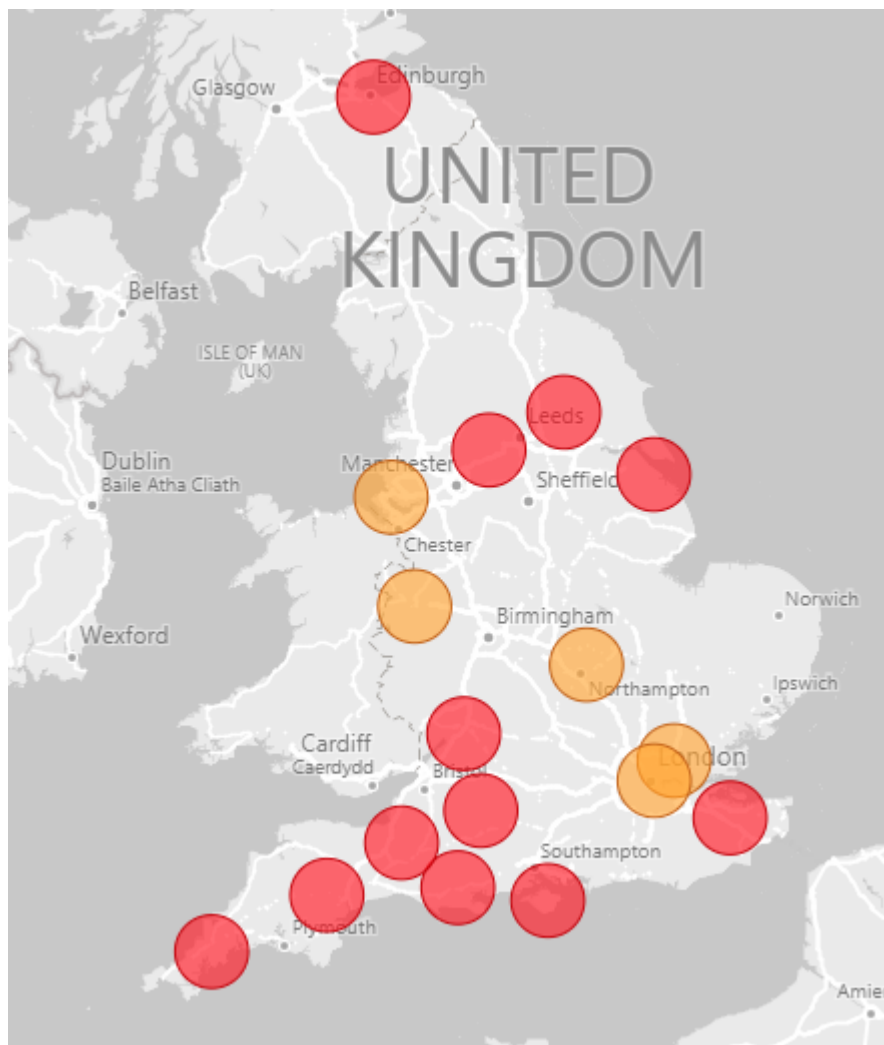 Edinburgh
Glasgow
UNITED
KINGDOM
Belfast
ISLE OF MAN
(UK)
Leeds
Manchester
Dublin
Baile Atha Cliath
Sheffield
Chester
Norwich
Birmingham
Wexford
Ipswich
Northampton
Cardiff
Caerdydd
London
Bristol
Southampton
Plymouth
Amie